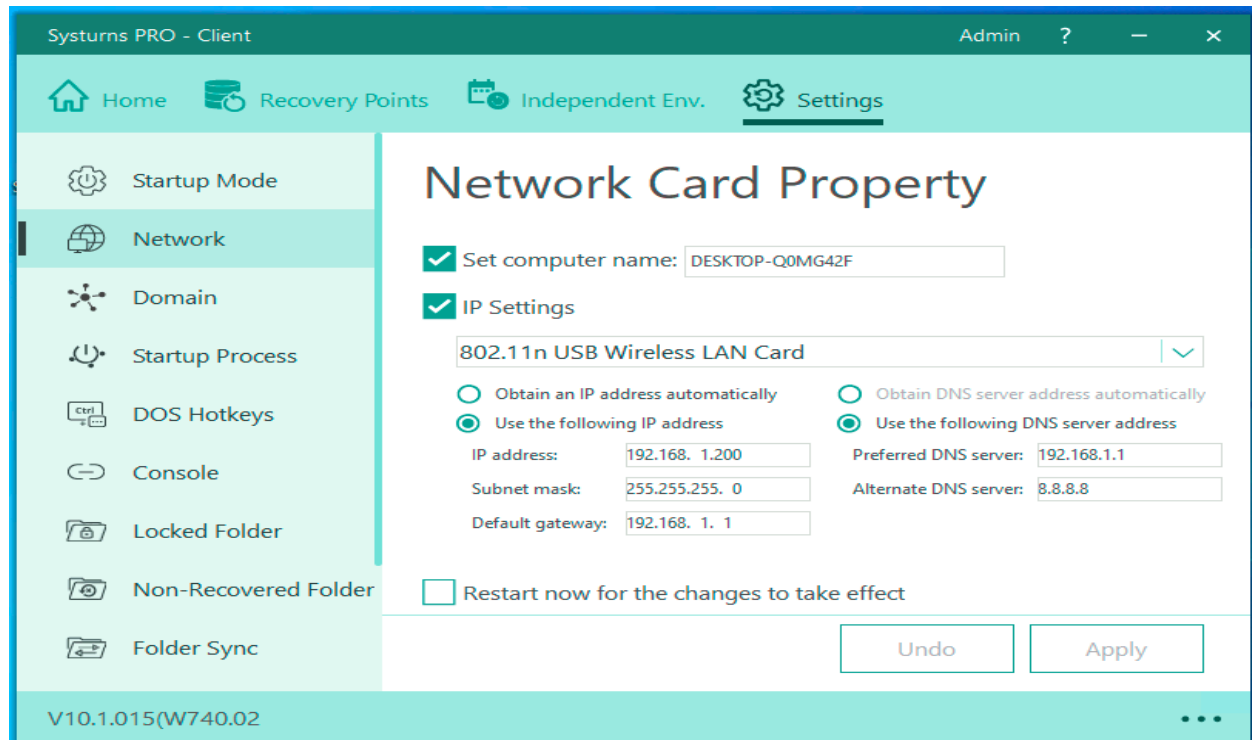 Systurns PRO - Client Admin ?
Home Recovery Points Independent Env. Settings
Startup Mode
Network
Domain
Startup Process
Ctrl
DOS Hotkeys
Console
Locked Folder
Non-Recovered Folder
Folder Sync
Network Card Property
Set computer name: DESKTOP-Q0MG42F
IP Settings
802.11n USB Wireless LAN Card
Obtain an IP address automatically Obtain DNS server address automatically
Use the following IP address Use the following DNS server address
IP address: 192.168. 1.200 Preferred DNS server: 192.168.1.1
Subnet mask: 255.255.255. 0 Alternate DNS server: 8.8.8.8
Default gateway: 192.168. 1. 1
Restart now for the changes to take effect
Undo Apply
V10.1.015(W740.02